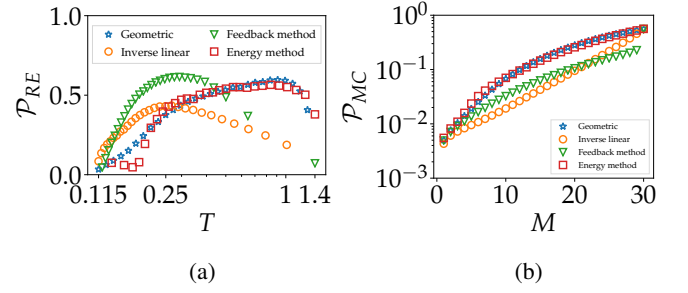 1.0
0.5
0.0
P_RE
Geometric
Inverse linear
Feedback method
Energy method
0.115
0.25
1
1.4
T
(a)
10^0
10^-1
10^-2
10^-3
P_MC
Geometric
Inverse linear
Feedback method
Energy method
0
10
20
30
M
(b)